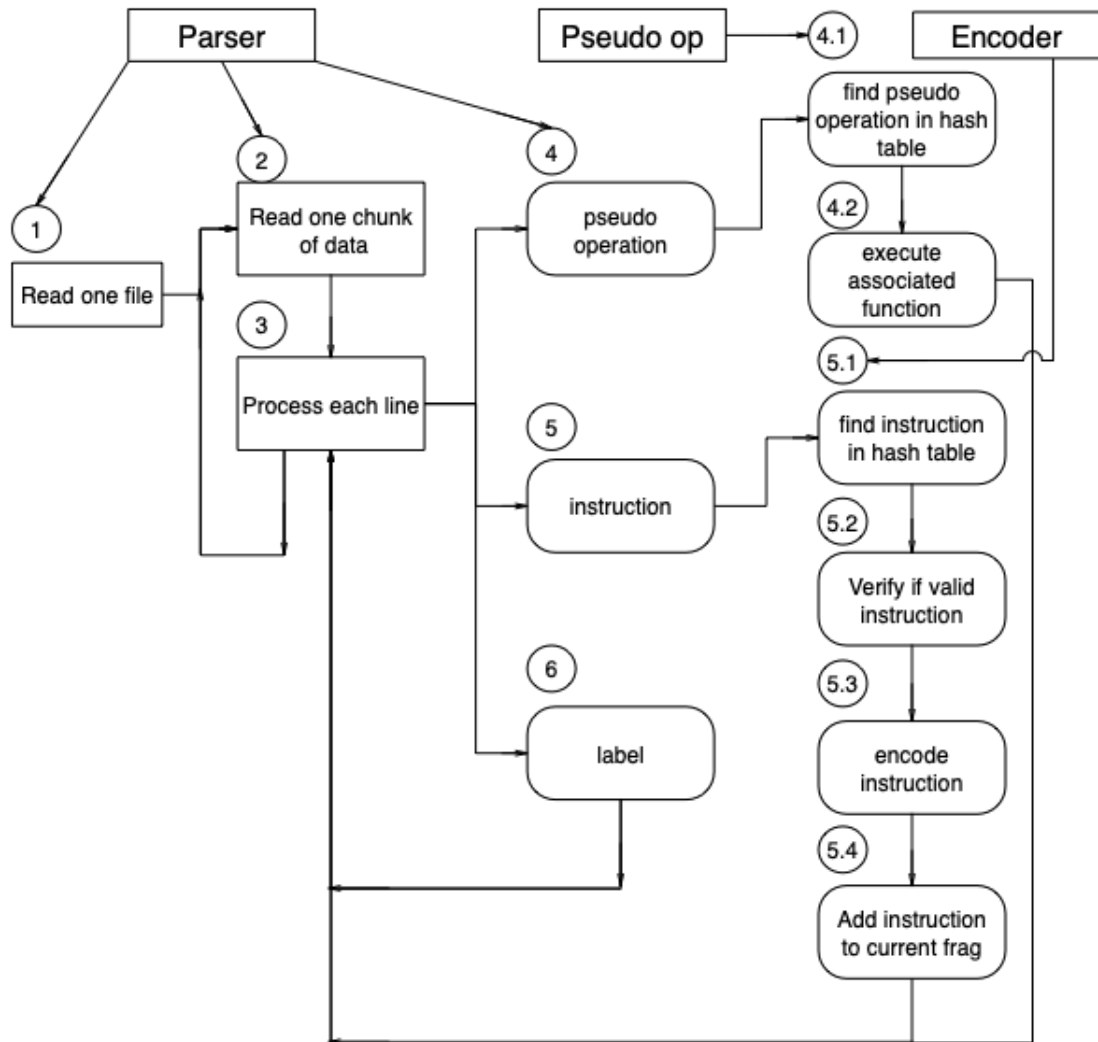 Parser
Pseudo op
4.1
Encoder
find pseudo
operation in hash
table
2
4
1
Read one chunk
of data
pseudo
operation
4.2
execute
associated
function
Read one file
3
5.1
Process each line
5
find instruction
in hash table
instruction
5.2
Verify if valid
instruction
6
5.3
label
encode
instruction
5.4
Add instruction
to current frag